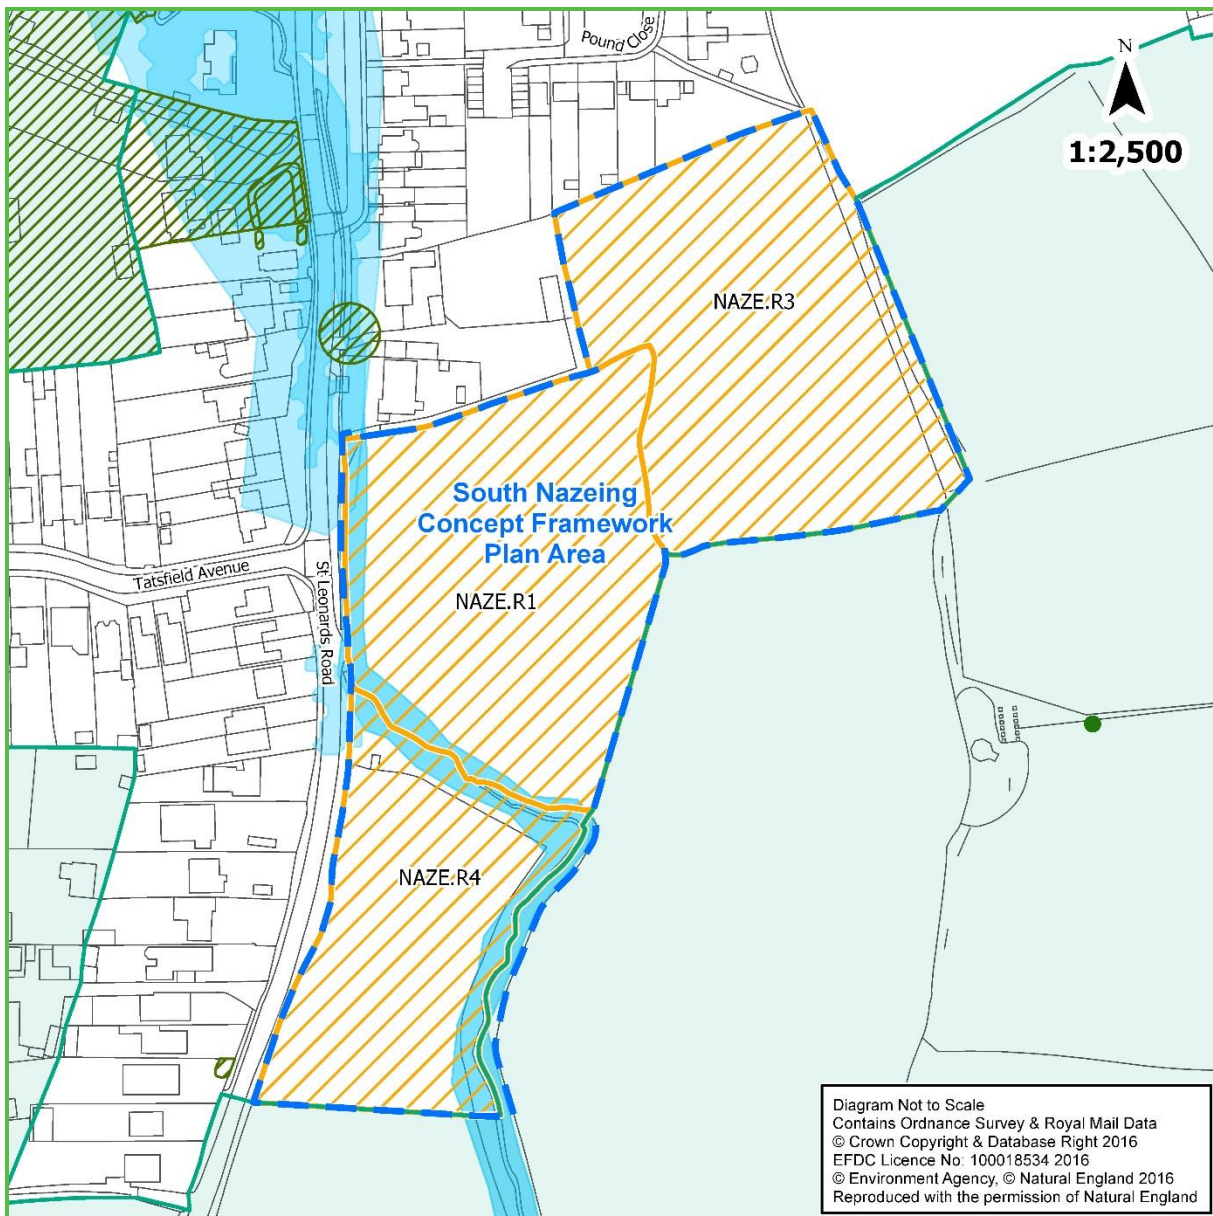 Pound Close
N
1:2,500
NAZE.R3
South Nazeing
Concept Framework
Plan Area
Tatsfield Avenue
St Leonards Road
NAZE.R1
NAZE.R4
Diagram Not to Scale
Contains Ordnance Survey & Royal Mail Data
© Crown Copyright & Database Right 2016
EFDC Licence No: 100018534 2016
© Environment Agency, © Natural England 2016
Reproduced with the permission of Natural England